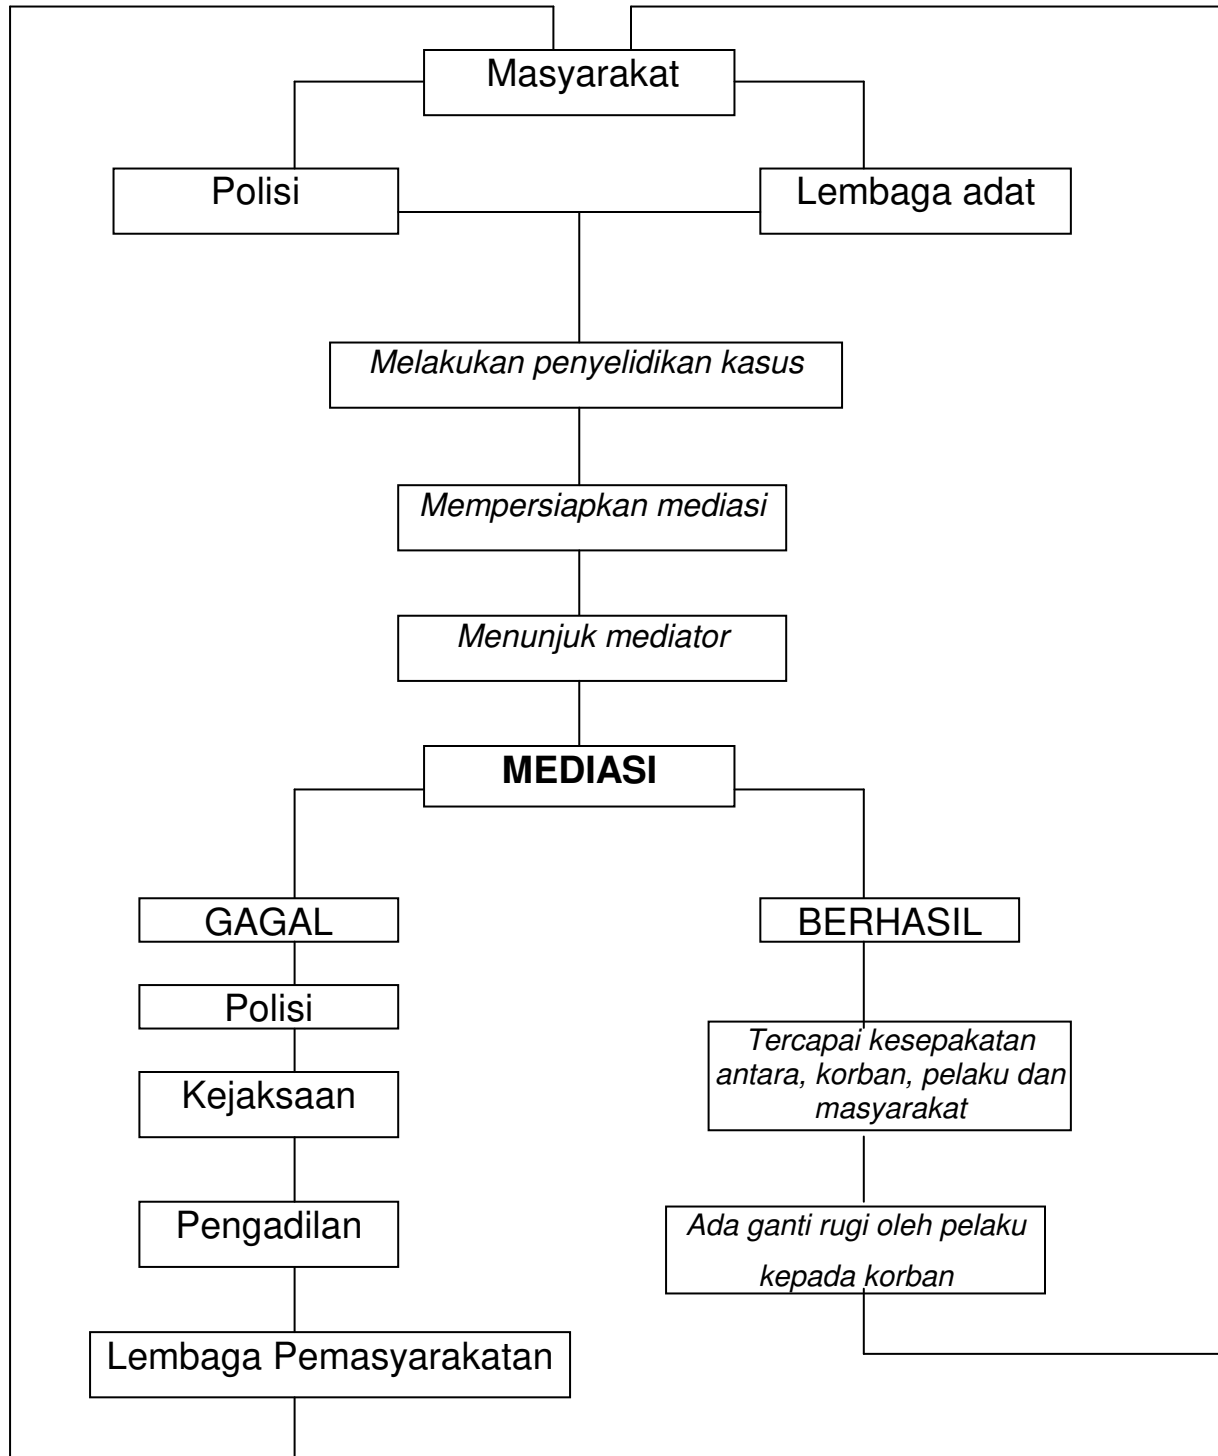 Masyarakat
Polisi
Lembaga adat
Melakukan penyelidikan kasus
Mempersiapkan mediasi
Menunjuk mediator
MEDIASI
GAGAL
BERHASIL
Polisi
Tercapai kesepakatan
antara, korban, pelaku dan
masyarakat
Kejaksaan
Pengadilan
Ada ganti rugi oleh pelaku
kepada korban
Lembaga Pemasyarakatan